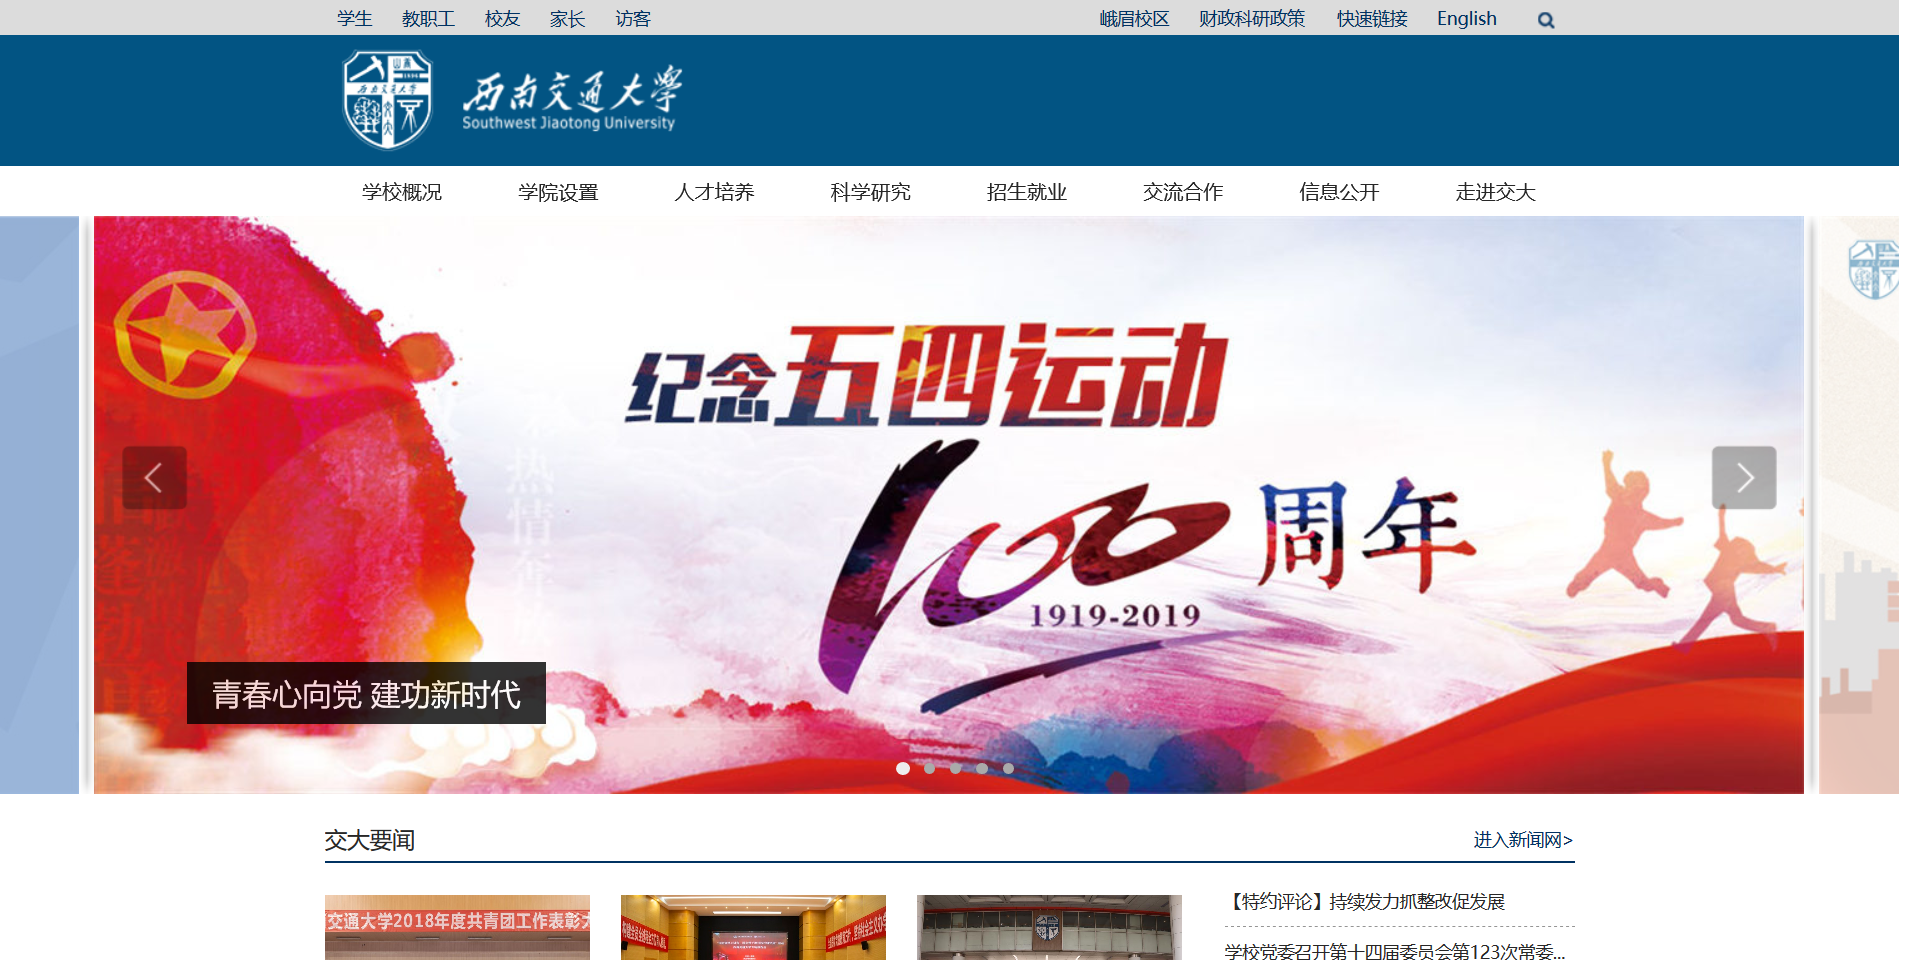 学生 教职工 校友 家长 访客 峨眉校区 财政科研政策 快速链接 English
西南交通大学
Southwest Jiaotong University
学校概况 学院设置 人才培养 科学研究 招生就业 交流合作 信息公开 走进交大
纪念五四运动
100周年
1919-2019
青春心向党 建功新时代
交大要闻 进入新闻网>
交通大学2018年度共青团工作表彰
【特约评论】持续发力抓整改促发展
学校党委召开第十四届委员会第123次常委...